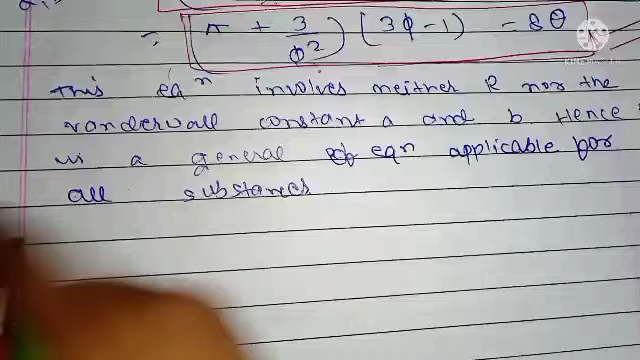 ∴ (π + 3/φ²) (3φ-1) = 8θ
This eqⁿ involves neither R nor the
vanderwall constant a and b Hence
is a general eqn applicable for
all substances